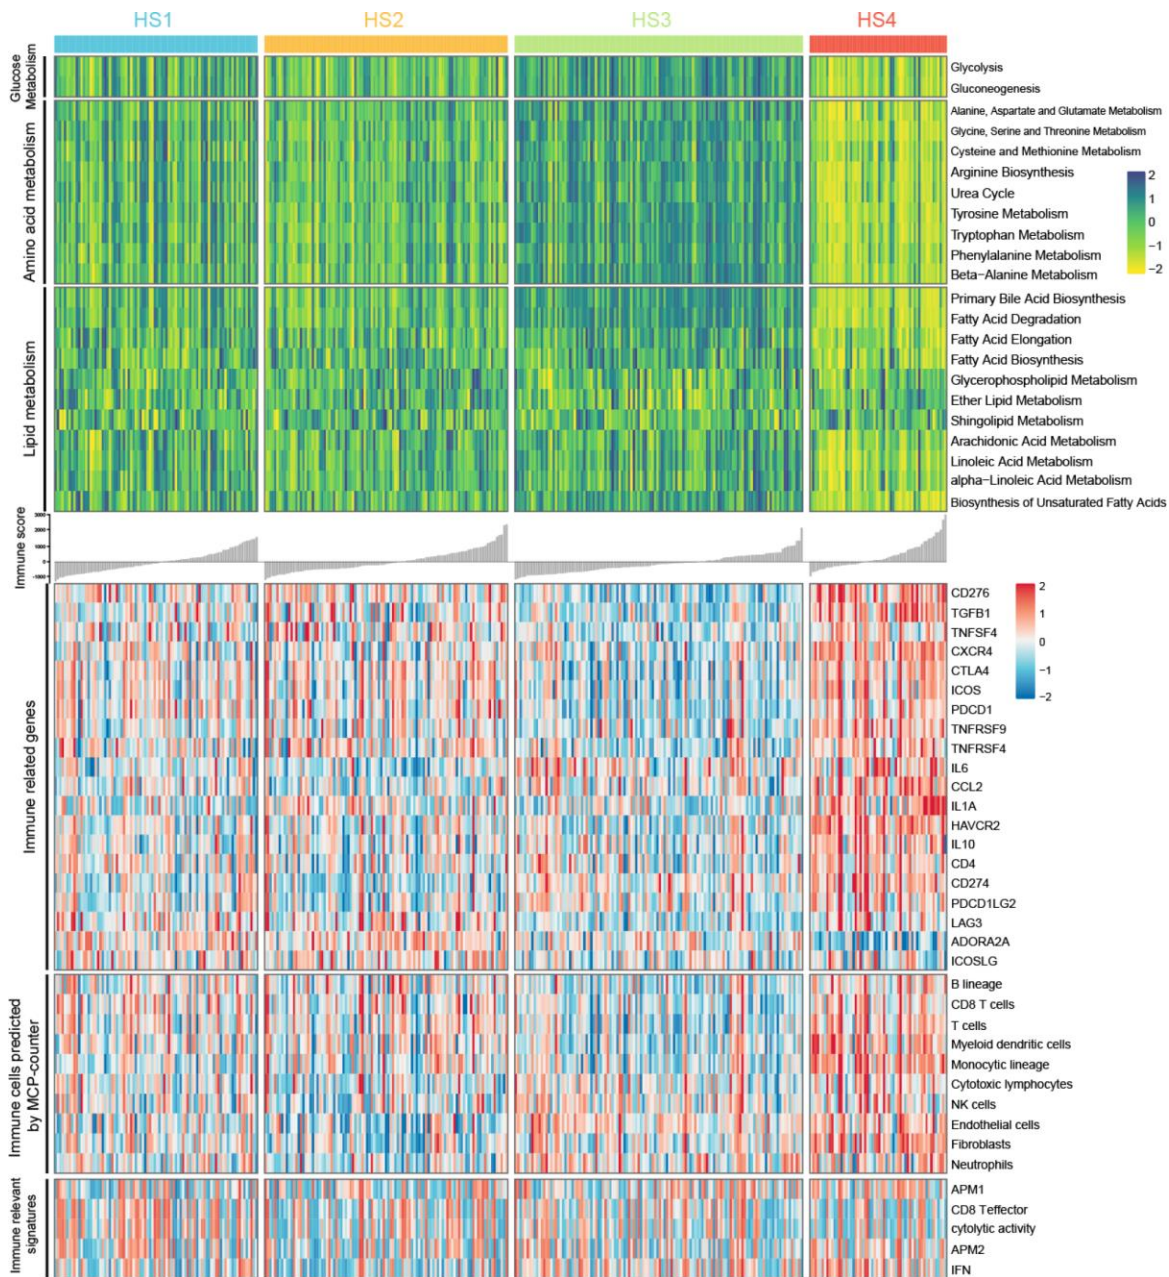 HS1
HS2
HS3
HS4
Glucose
Metabolism
Glycolysis
Gluconeogenesis
Amino acid metabolism
Alanine, Aspartate and Glutamate Metabolism
Glycine, Serine and Threonine Metabolism
Cysteine and Methionine Metabolism
Arginine Biosynthesis
Urea Cycle
Tyrosine Metabolism
Tryptophan Metabolism
Phenylalanine Metabolism
Beta-Alanine Metabolism
2
1
0
-1
-2
Lipid metabolism
Primary Bile Acid Biosynthesis
Fatty Acid Degradation
Fatty Acid Elongation
Fatty Acid Biosynthesis
Glycerophospholipid Metabolism
Ether Lipid Metabolism
Shingolipid Metabolism
Arachidonic Acid Metabolism
Linoleic Acid Metabolism
alpha-Linoleic Acid Metabolism
Biosynthesis of Unsaturated Fatty Acids
Immune score
3000
2000
1000
0
-1000
Immune related genes
CD276
TGFB1
TNFSF4
CXCR4
CTLA4
ICOS
PDCD1
TNFRSF9
TNFRSF4
IL6
CCL2
IL1A
HAVCR2
IL10
CD4
CD274
PDCD1LG2
LAG3
ADORA2A
ICOSLG
2
1
0
-1
-2
Immune cells predicted
by MCP-counter
B lineage
CD8 T cells
T cells
Myeloid dendritic cells
Monocytic lineage
Cytotoxic lymphocytes
NK cells
Endothelial cells
Fibroblasts
Neutrophils
Immune relevant
signatures
APM1
CD8 Teffector
cytolytic activity
APM2
IFN